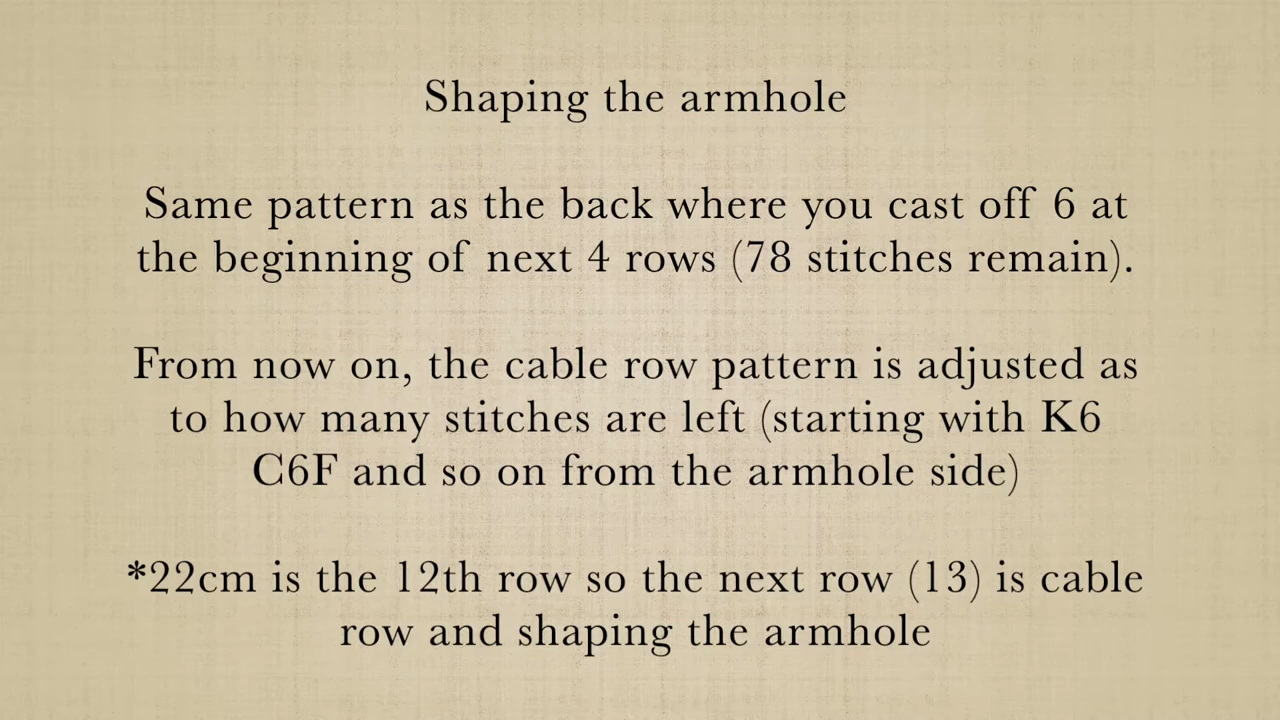 Shaping the armhole
Same pattern as the back where you cast off 6 at
the beginning of next 4 rows (78 stitches remain).
From now on, the cable row pattern is adjusted as
to how many stitches are left (starting with K6
C6F and so on from the armhole side)
*22cm is the 12th row so the next row (13) is cable
row and shaping the armhole